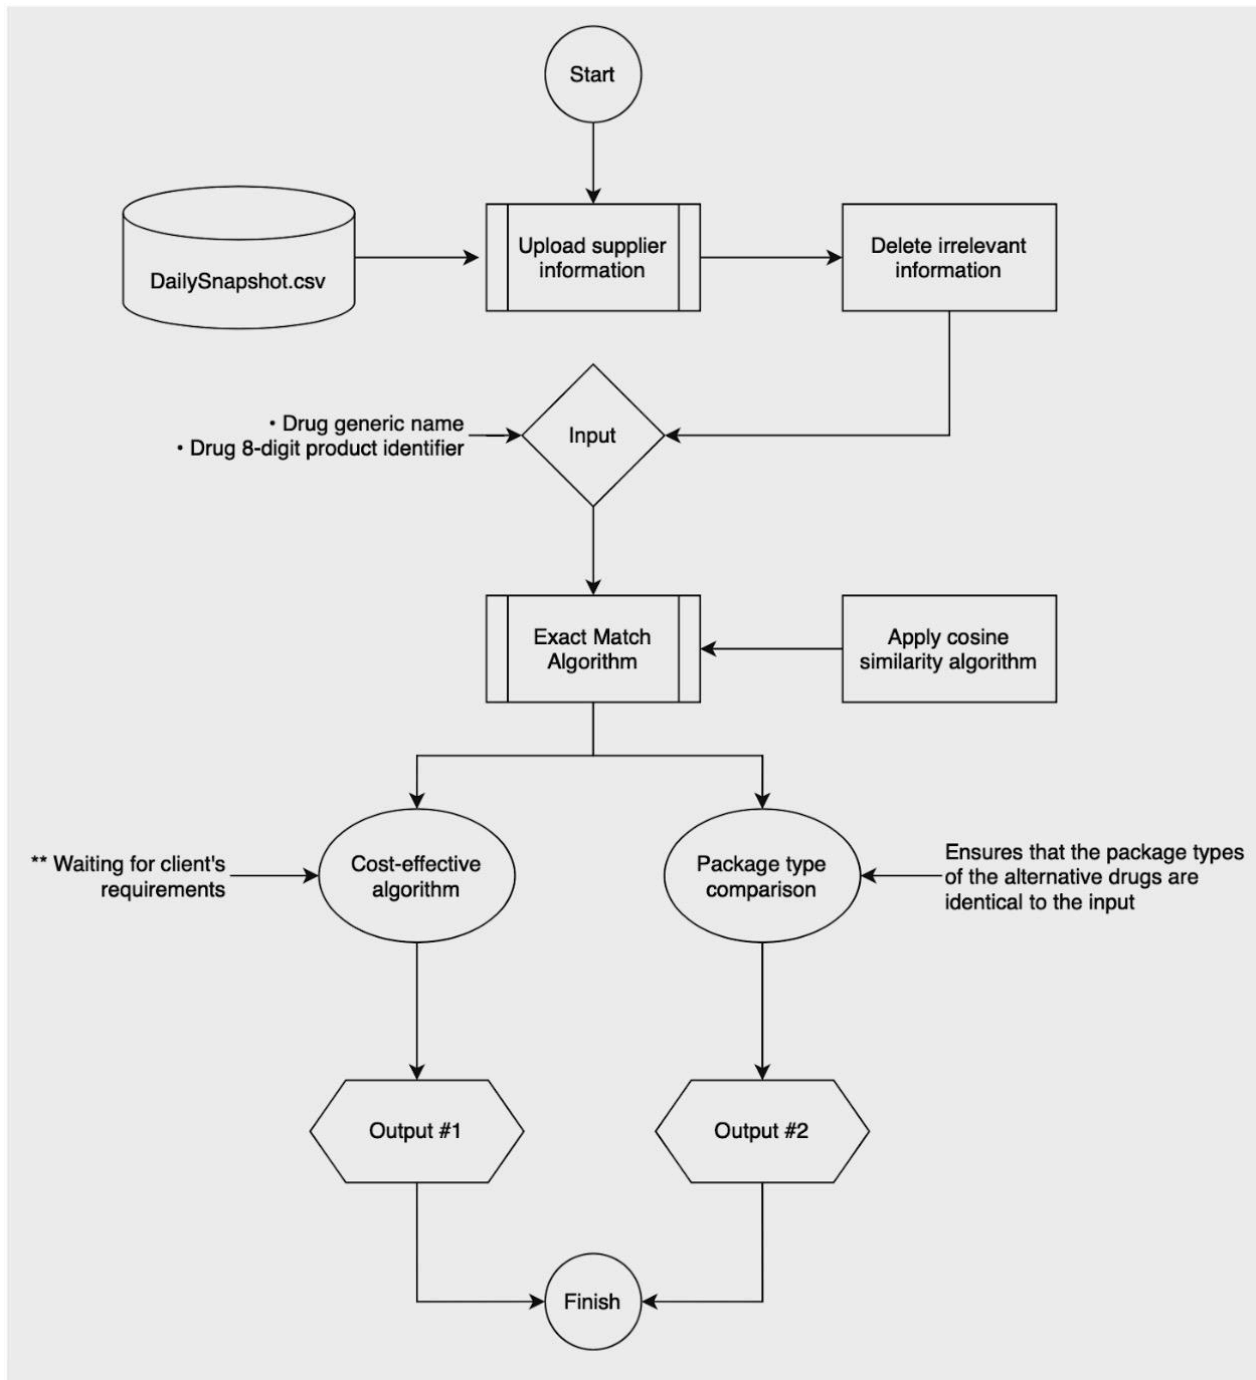 Start
DailySnapshot.csv
Upload supplier
information
Delete irrelevant
information
• Drug generic name
• Drug 8-digit product identifier
Input
Exact Match
Algorithm
Apply cosine
similarity algorithm
** Waiting for client's
requirements
Cost-effective
algorithm
Package type
comparison
Ensures that the package types
of the alternative drugs are
identical to the input
Output #1
Output #2
Finish